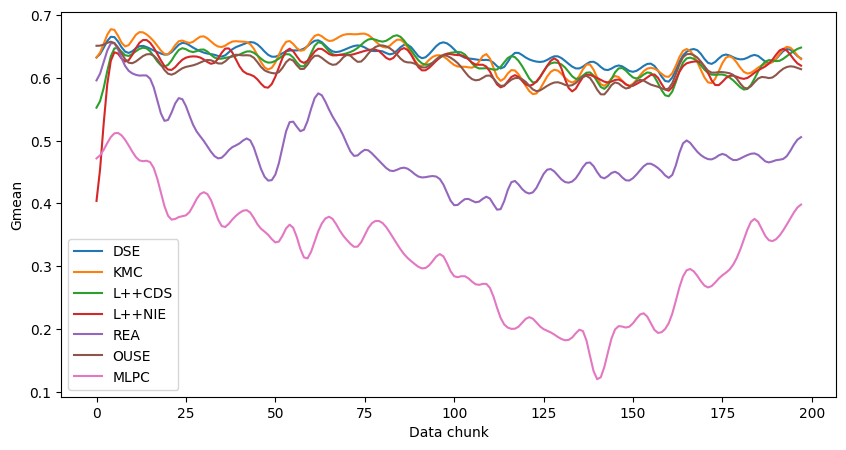 0.7
0.6
0.5
0.4
0.3
0.2
0.1
Gmean
DSE
KMC
L++CDS
L++NIE
REA
OUSE
MLPC
0 25 50 75 100 125 150 175 200
Data chunk